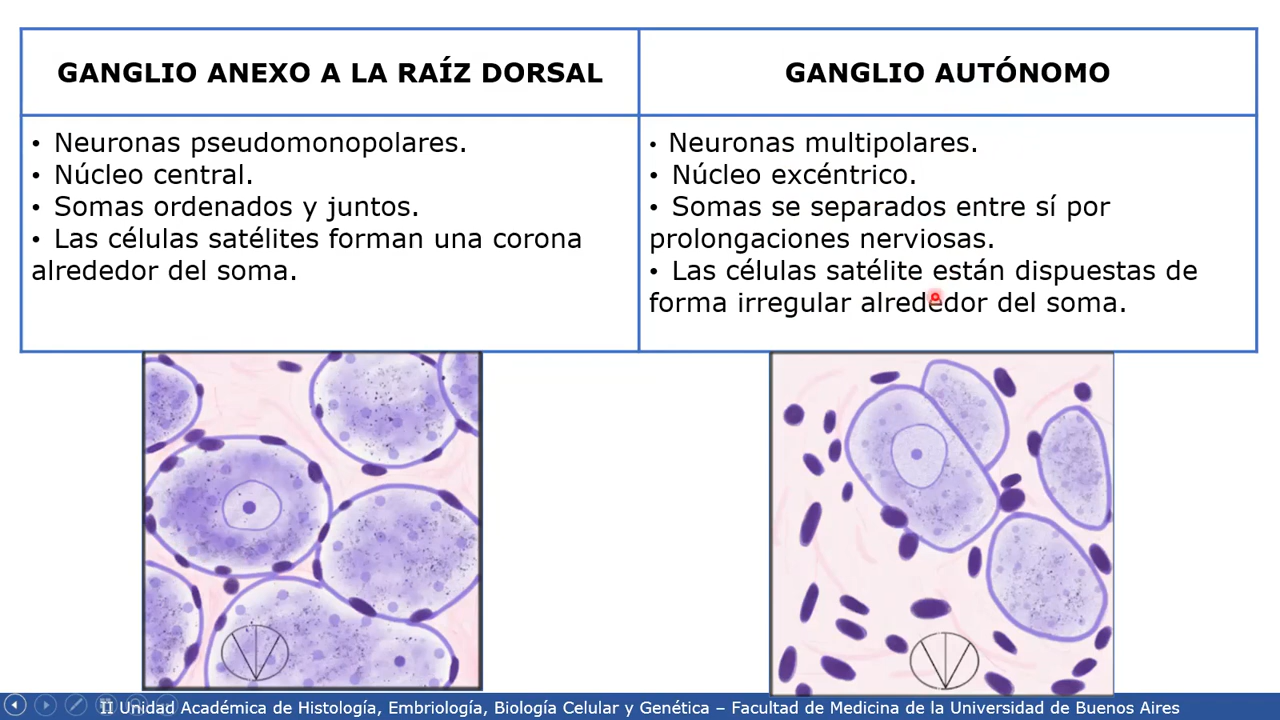 GANGLIO ANEXO A LA RAÍZ DORSAL
GANGLIO AUTÓNOMO
• Neuronas pseudomonopolares.
• Núcleo central.
• Somas ordenados y juntos.
• Las células satélites forman una corona
alrededor del soma.
• Neuronas multipolares.
• Núcleo excéntrico.
• Somas se separados entre sí por
prolongaciones nerviosas.
• Las células satélite están dispuestas de
forma irregular alrededor del soma.
II Unidad Académica de Histología, Embriología, Biología Celular y Genética – Facultad de Medicina de la Universidad de Buenos Aires